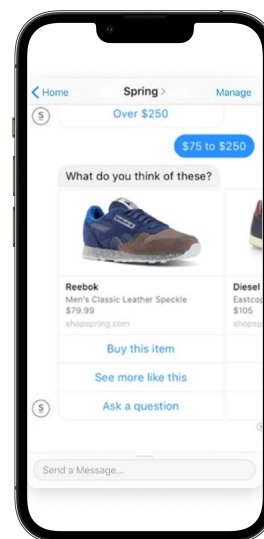 Home
Spring >
Manage
S
Over $250
$75 to $250
What do you think of these?
Reebok
Men's Classic Leather Speckle
$79.99
shopspring.com
Diesel
Eastcop
$105
shopsp
Buy this item
See more like this
Ask a question
S
Send a Message...